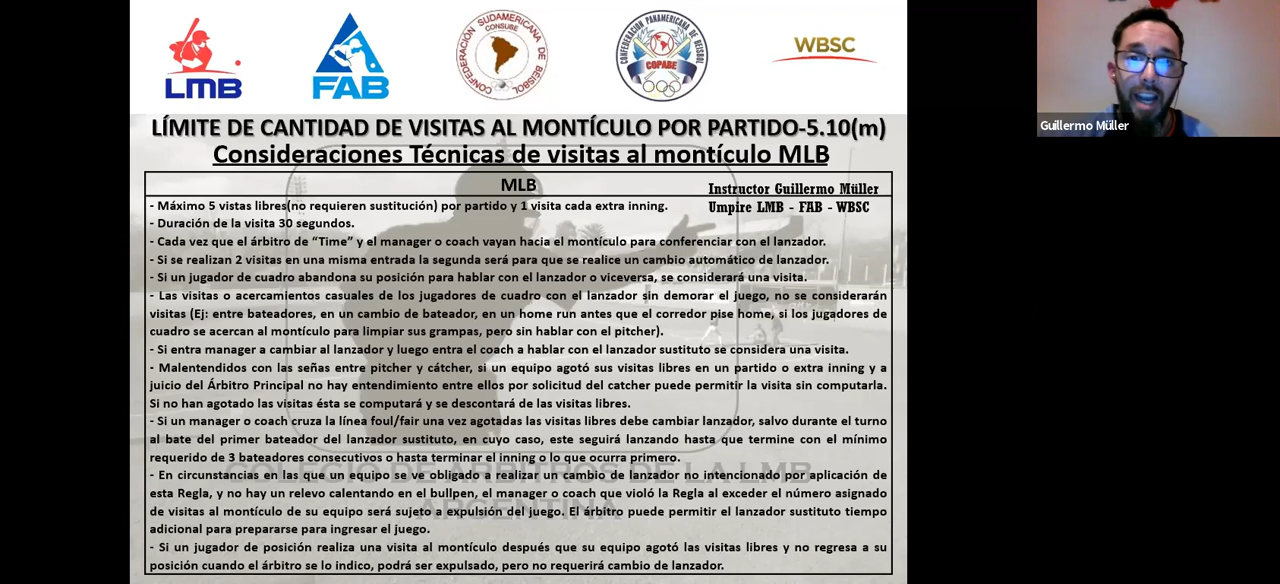 LMB
FAB
CONFEDERACIÓN SUDAMERICANA DE BÉISBOL
CONSUBE
CONFEDERACION PANAMERICANA DE BEISBOL
COPABE
WBSC
Guillermo Müller
LÍMITE DE CANTIDAD DE VISITAS AL MONTÍCULO POR PARTIDO-5.10(m)
Consideraciones Técnicas de visitas al montículo MLB
MLB
Instructor Guillermo Müller
Umpire LMB - FAB - WBSC
- Máximo 5 vistas libres(no requieren sustitución) por partido y 1 visita cada extra inning.
- Duración de la visita 30 segundos.
- Cada vez que el árbitro de “Time” y el manager o coach vayan hacia el montículo para conferenciar con el lanzador.
- Si se realizan 2 visitas en una misma entrada la segunda será para que se realice un cambio automático de lanzador.
- Si un jugador de cuadro abandona su posición para hablar con el lanzador o viceversa, se considerará una visita.
- Las visitas o acercamientos casuales de los jugadores de cuadro con el lanzador sin demorar el juego, no se considerarán
visitas (Ej: entre bateadores, en un cambio de bateador, en un home run antes que el corredor pise home, si los jugadores de
cuadro se acercan al montículo para limpiar sus grampas, pero sin hablar con el pitcher).
- Si entra manager a cambiar al lanzador y luego entra el coach a hablar con el lanzador sustituto se considera una visita.
- Malentendidos con las señas entre pitcher y cátcher, si un equipo agotó sus visitas libres en un partido o extra inning y a
juicio del Árbitro Principal no hay entendimiento entre ellos por solicitud del catcher puede permitir la visita sin computarla.
Si no han agotado las visitas ésta se computará y se descontará de las visitas libres.
- Si un manager o coach cruza la línea foul/fair una vez agotadas las visitas libres debe cambiar lanzador, salvo durante el turno
al bate del primer bateador del lanzador sustituto, en cuyo caso, este seguirá lanzando hasta que termine con el mínimo
requerido de 3 bateadores consecutivos o hasta terminar el inning o lo que ocurra primero.
- En circunstancias en las que un equipo se ve obligado a realizar un cambio de lanzador no intencionado por aplicación de
esta Regla, y no hay un relevo calentando en el bullpen, el manager o coach que violó la Regla al exceder el número asignado
de visitas al montículo de su equipo será sujeto a expulsión del juego. El árbitro puede permitir el lanzador sustituto tiempo
adicional para prepararse para ingresar el juego.
- Si un jugador de posición realiza una visita al montículo después que su equipo agotó las visitas libres y no regresa a su
posición cuando el árbitro se lo indico, podrá ser expulsado, pero no requerirá cambio de lanzador.
COLEGIO DE ARBITROS DE LA LMB
ARGENTINA